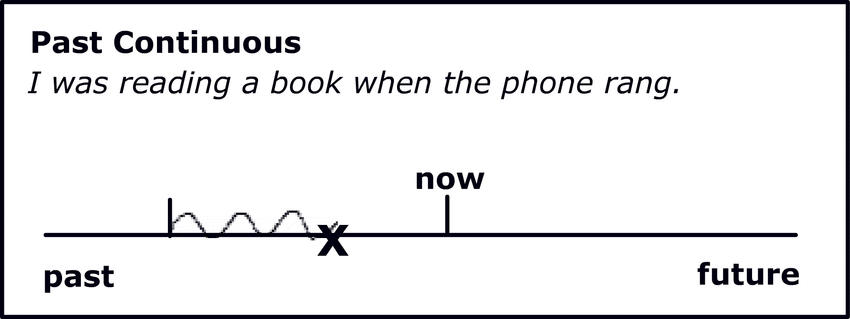 Past Continuous
I was reading a book when the phone rang.
now
X
past
future